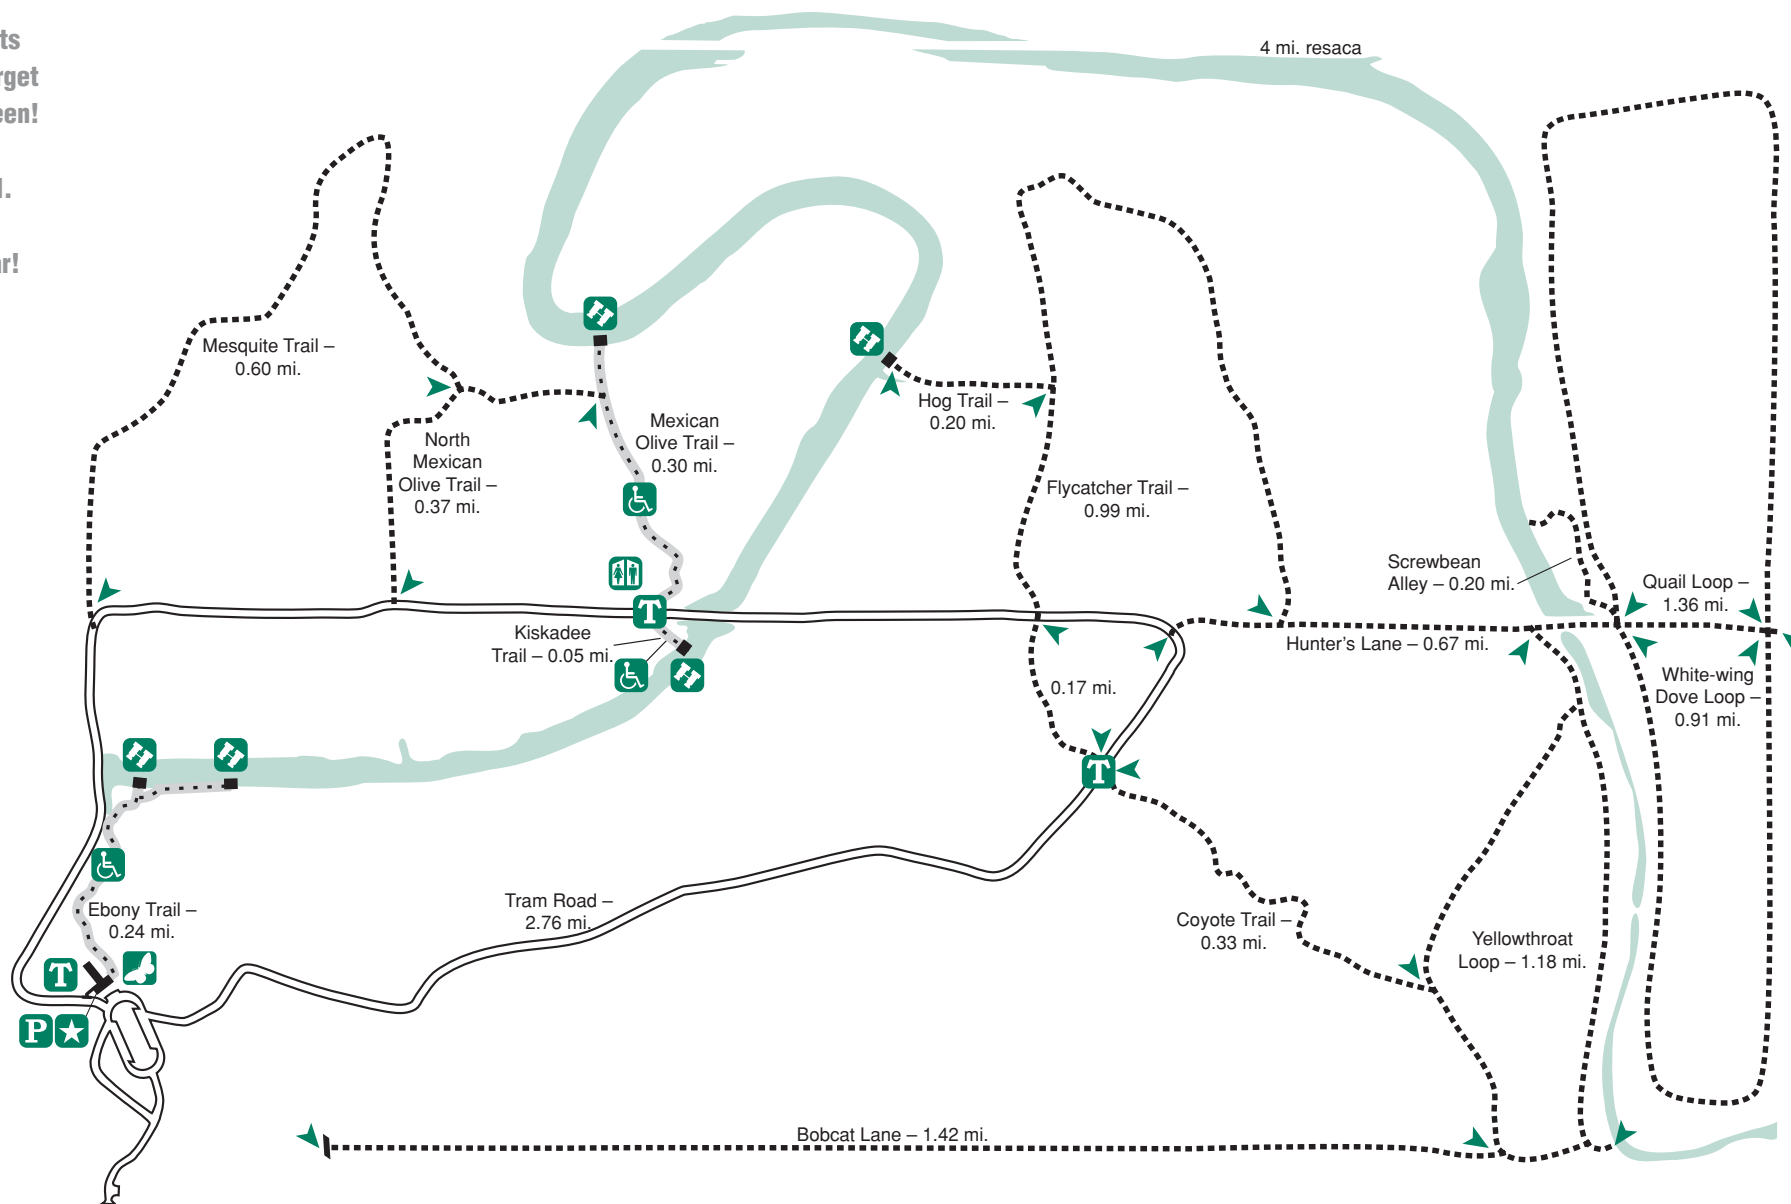 ts
rget
een!
l.
r!
4 mi. resaca
Mesquite Trail –
0.60 mi.
North
Mexican
Olive Trail –
0.37 mi.
Mexican
Olive Trail –
0.30 mi.
Hog Trail –
0.20 mi.
Flycatcher Trail –
0.99 mi.
Screwbean
Alley – 0.20 mi.
Quail Loop –
1.36 mi.
T
Kiskadee
Trail – 0.05 mi.
Hunter's Lane – 0.67 mi.
White-wing
Dove Loop –
0.91 mi.
0.17 mi.
T
Ebony Trail –
0.24 mi.
Tram Road –
2.76 mi.
Coyote Trail –
0.33 mi.
Yellowthroat
Loop – 1.18 mi.
T
P
Bobcat Lane – 1.42 mi.